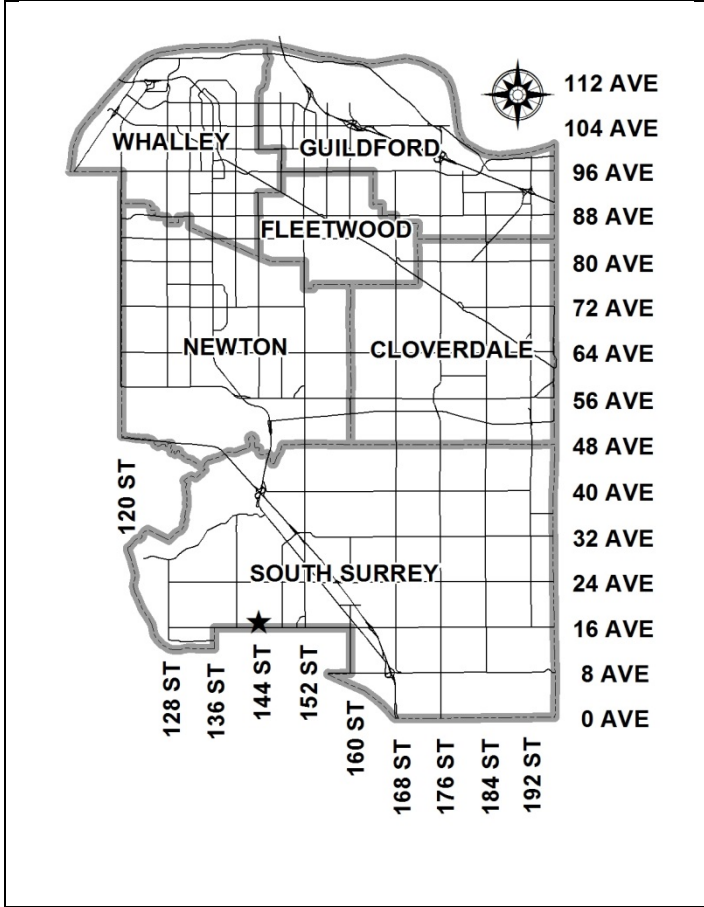 112 AVE
104 AVE
WHALLEY
GUILDFORD
96 AVE
88 AVE
FLEETWOOD
80 AVE
72 AVE
NEWTON
CLOVERDALE
64 AVE
56 AVE
48 AVE
120 ST
40 AVE
32 AVE
SOUTH SURREY
24 AVE
16 AVE
8 AVE
0 AVE
128 ST
136 ST
144 ST
152 ST
160 ST
168 ST
176 ST
184 ST
192 ST